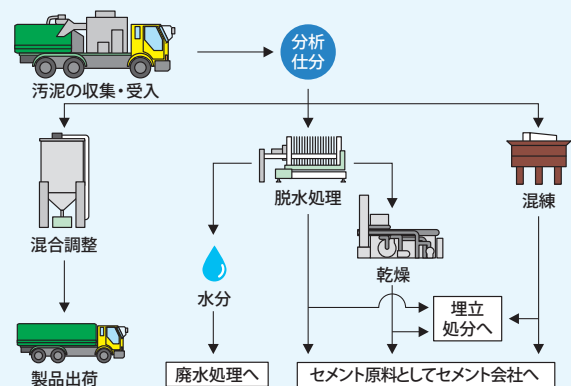 分析
仕分
汚泥の収集・受入
混合調整
脱水処理
混練
水分
乾燥
埋立
処分へ
製品出荷
廃水処理へ
セメント原料としてセメント会社へ